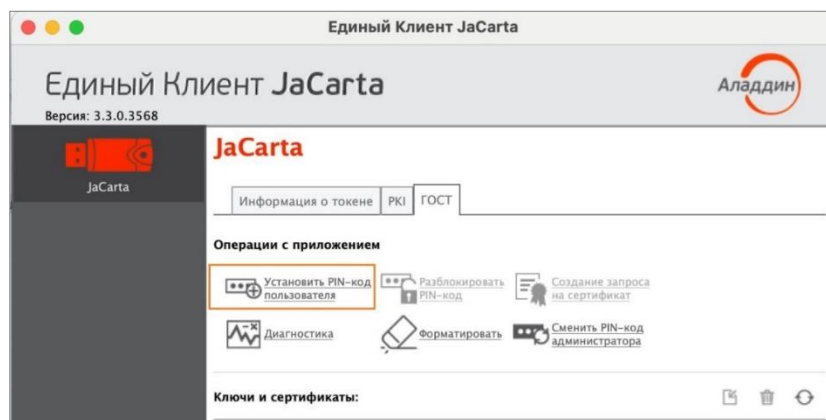 Единый Клиент JaCarta
Единый Клиент JaCarta
Аладдин
Версия: 3.3.0.3568
JaCarta
JaCarta
Информация о токене PKI ГОСТ
Операции с приложением
Установить PIN-код
пользователя
Разблокировать
PIN-код
Создание запроса
на сертификат
Диагностика
Форматировать
Сменить PIN-код
администратора
Ключи и сертификаты: